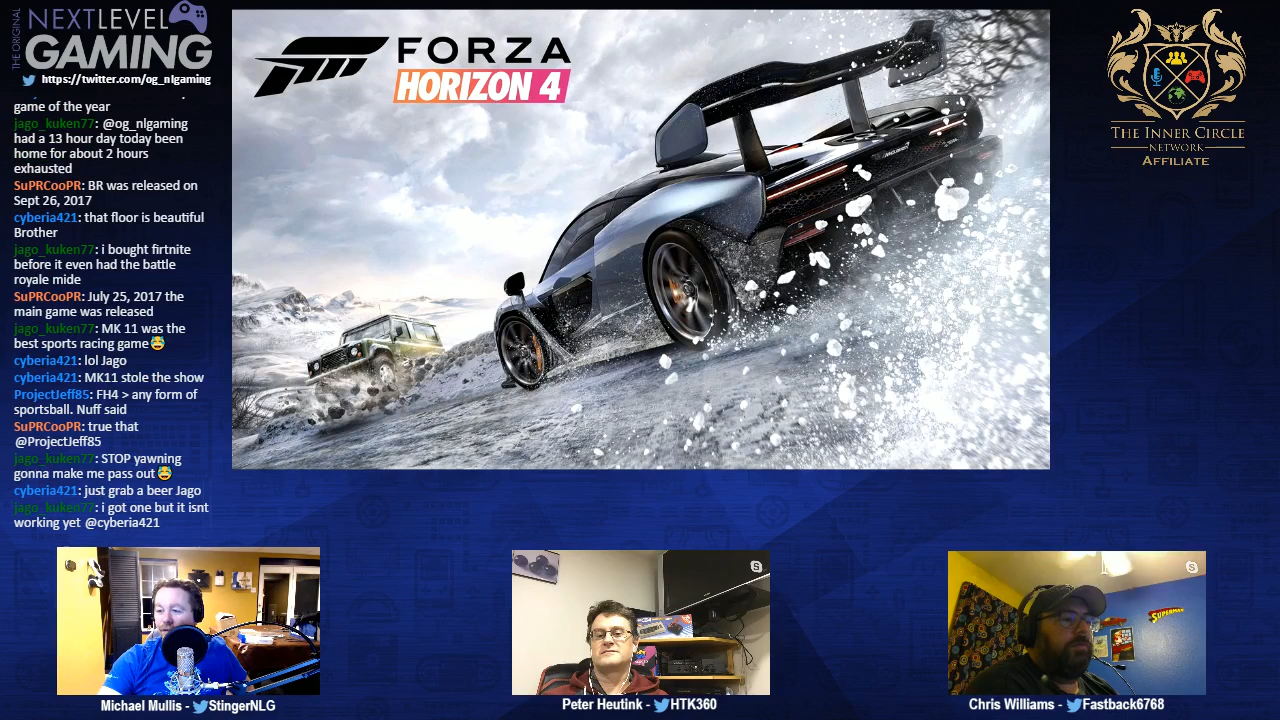 THE ORIGINAL
NEXTLEVEL
GAMING
https://twitter.com/og_nlgaming
game of the year
jago_kuken77: @og_nlgaming
had a 13 hour day today been
home for about 2 hours
exhausted
SuPRCooPR: BR was released on
Sept 26, 2017
cyberia421: that floor is beautiful
Brother
jago_kuken77: i bought firtnite
before it even had the battle
royale mide
SuPRCooPR: July 25, 2017 the
main game was released
jago_kuken77: MK 11 was the
best sports racing game😅
cyberia421: lol Jago
cyberia421: MK11 stole the show
ProjectJeff85: FH4 > any form of
sportsball. Nuff said
SuPRCooPR: true that
@ProjectJeff85
jago_kuken77: STOP yawning
gonna make me pass out😅
cyberia421: just grab a beer Jago
jago_kuken77: i got one but it isnt
working yet @cyberia421
FORZA
HORIZON 4
THE INNER CIRCLE
NETWORK
AFFILIATE
SUPERMAN
Michael Mullis - StingerNLG
Peter Heutink - HTK360
Chris Williams - Fastback6768